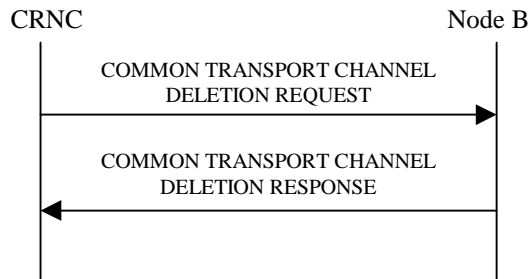 CRNC
Node B
COMMON TRANSPORT CHANNEL
DELETION REQUEST
COMMON TRANSPORT CHANNEL
DELETION RESPONSE